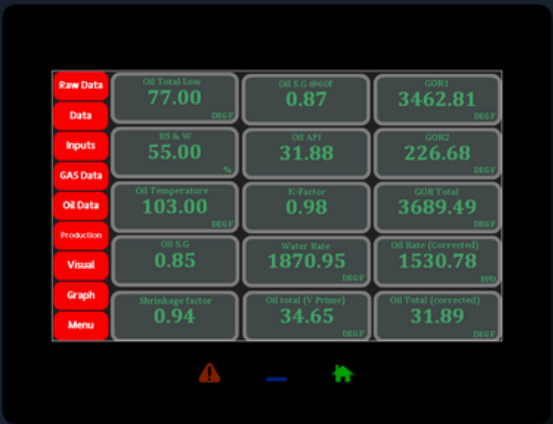 Raw Data
Data
Inputs
GAS Data
Oil Data
Production
Visual
Graph
Menu
Oil Total Low
77.00
DEG F
Oil S.G @60f
0.87
GOR1
3462.81
DEG F
BS & W
55.00
%
Oil API
31.88
GOR2
226.68
DEG F
Oil Temperature
103.00
DEG F
K-Factor
0.98
GOR Total
3689.49
DEG F
Oil S.G
0.85
Water Rate
1870.95
DEG F
Oil Rate (Corrected)
1530.78
BPD
Shrinkage factor
0.94
Oil total (V Prime)
34.65
DEG F
Oil Total (corrected)
31.89
DEG F